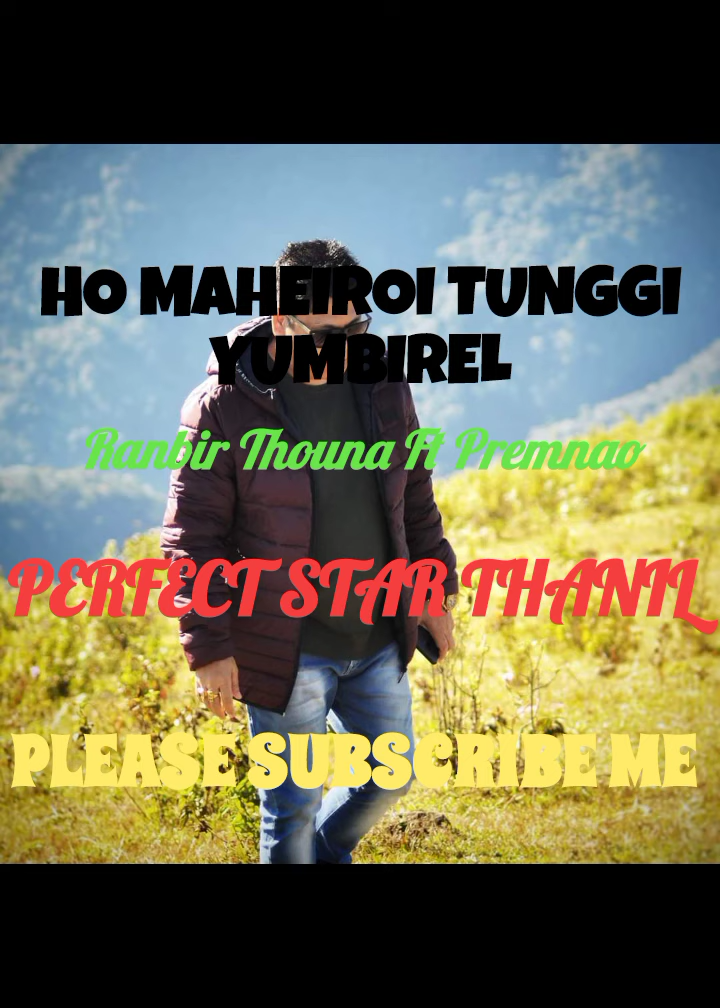 HO MAHEIROI TUNGGI
YUMBIREL
Ranbir Thouna Ft Premnao
PERFECT STAR THANIL
PLEASE SUBSCRIBE ME